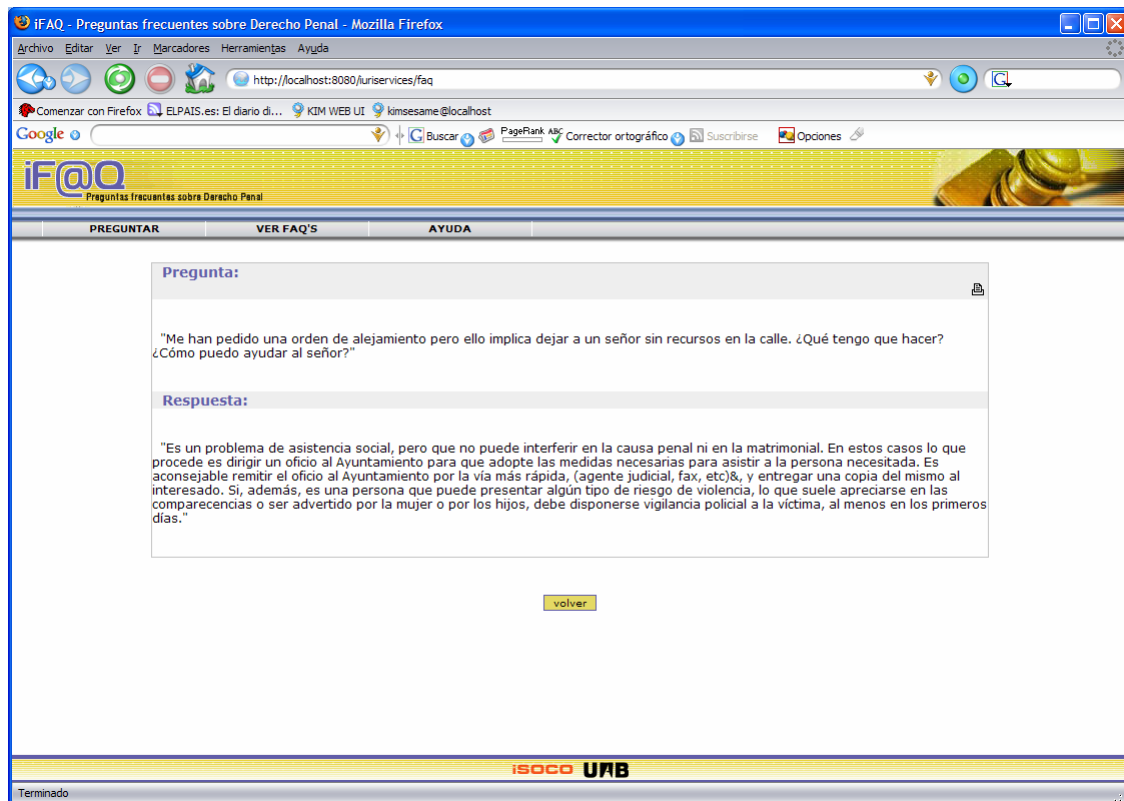 iFAQ - Preguntas frecuentes sobre Derecho Penal - Mozilla Firefox
Archivo Editar Ver Ir Marcadores Herramientas Ayuda
http://localhost:8080/iuriservices/faq
Comenzar con Firefox ELPAIS.es: El diario di... KIM WEB UI kimsesame@localhost
Google Buscar PageRank ABC Corrector ortográfico Suscribirse Opciones
iF@Q
Preguntas frecuentes sobre Derecho Penal
PREGUNTAR VER FAQ'S AYUDA
Pregunta:
"Me han pedido una orden de alejamiento pero ello implica dejar a un señor sin recursos en la calle. ¿Qué tengo que hacer?
¿Cómo puedo ayudar al señor?"
Respuesta:
"Es un problema de asistencia social, pero que no puede interferir en la causa penal ni en la matrimonial. En estos casos lo que
procede es dirigir un oficio al Ayuntamiento para que adopte las medidas necesarias para asistir a la persona necesitada. Es
aconsejable remitir el oficio al Ayuntamiento por la vía más rápida, (agente judicial, fax, etc)&, y entregar una copia del mismo al
interesado. Si, además, es una persona que puede presentar algún tipo de riesgo de violencia, lo que suele apreciarse en las
comparecencias o ser advertido por la mujer o por los hijos, debe disponerse vigilancia policial a la víctima, al menos en los primeros
días."
volver
isoco UAB
Terminado